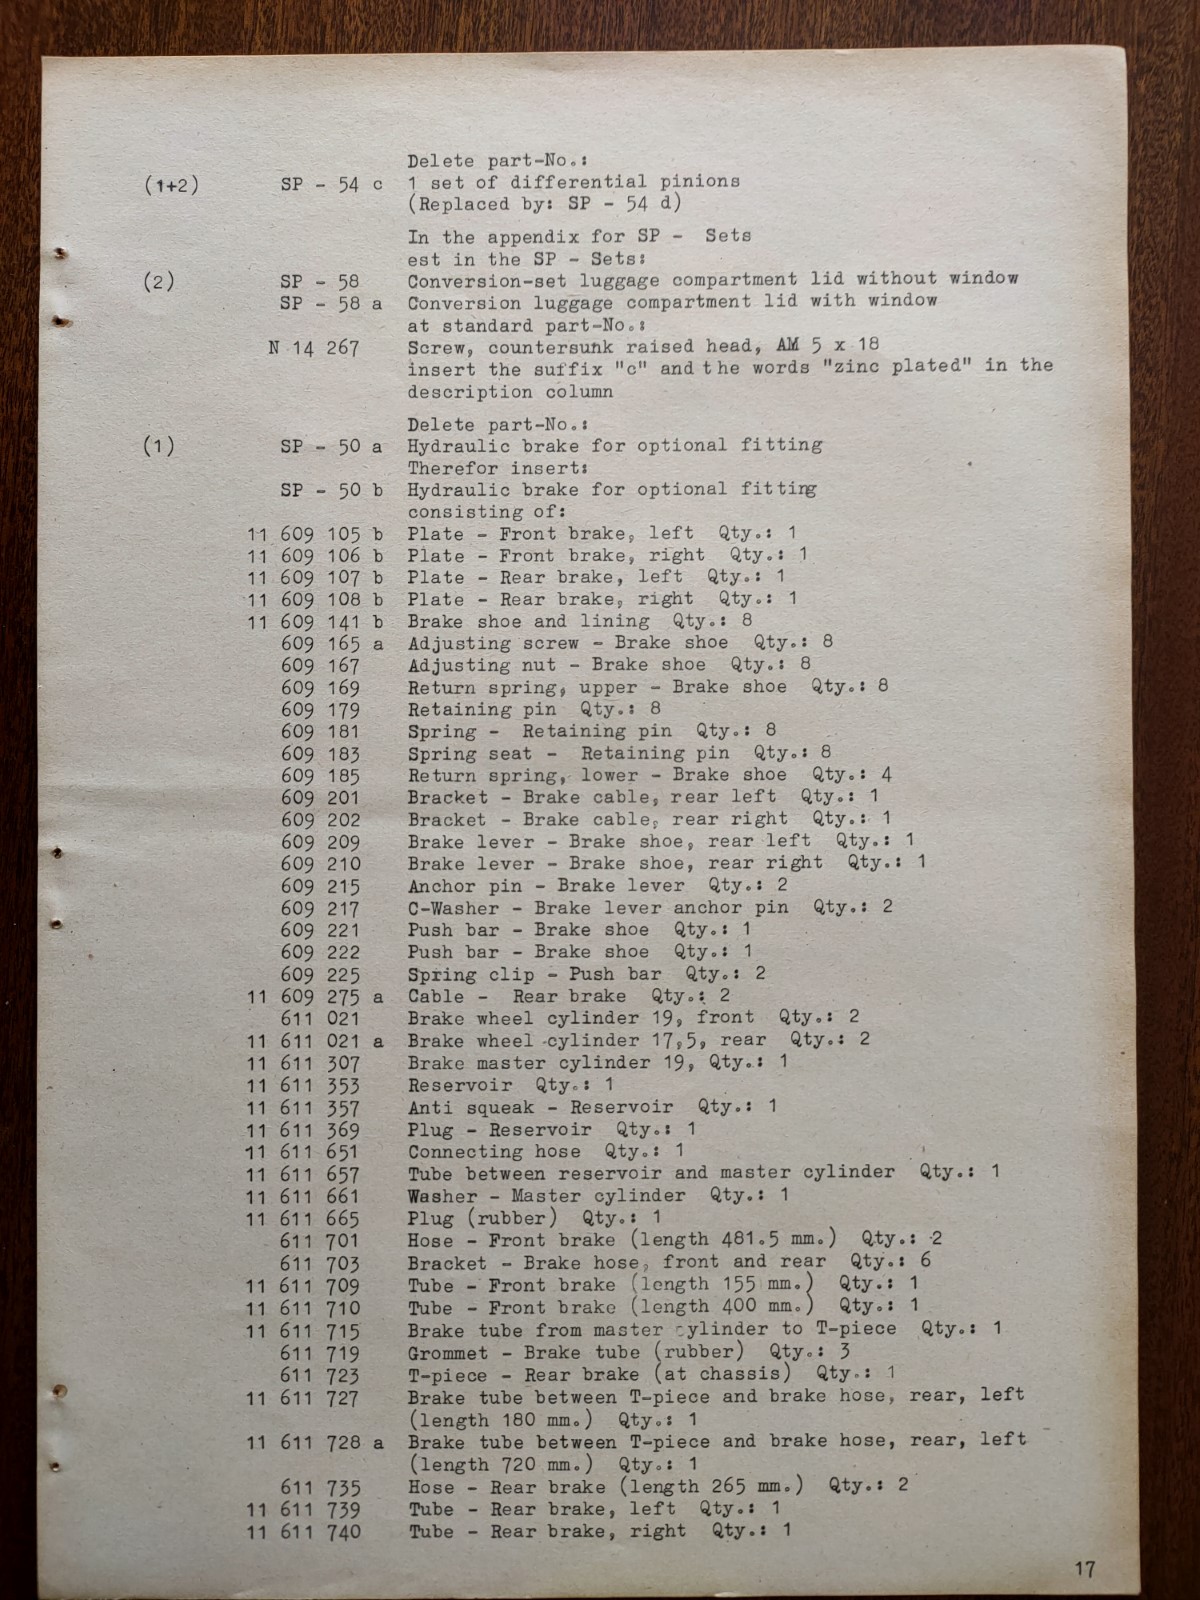 Delete part-No.:
(1+2) SP - 54 c 1 set of differential pinions
(Replaced by: SP - 54 d)
In the appendix for SP - Sets
est in the SP - Sets:
(2) SP - 58 Conversion-set luggage compartment lid without window
SP - 58 a Conversion luggage compartment lid with window
at standard part-No.:
N 14 267 Screw, countersunk raised head, AM 5 x 18
insert the suffix "c" and the words "zinc plated" in the
description column
Delete part-No.:
(1) SP - 50 a Hydraulic brake for optional fitting
Therefor insert:
SP - 50 b Hydraulic brake for optional fitting
consisting of:
11 609 105 b Plate - Front brake, left Qty.: 1
11 609 106 b Plate - Front brake, right Qty.: 1
11 609 107 b Plate - Rear brake, left Qty.: 1
11 609 108 b Plate - Rear brake, right Qty.: 1
11 609 141 b Brake shoe and lining Qty.: 8
609 165 a Adjusting screw - Brake shoe Qty.: 8
609 167 Adjusting nut - Brake shoe Qty.: 8
609 169 Return spring, upper - Brake shoe Qty.: 8
609 179 Retaining pin Qty.: 8
609 181 Spring - Retaining pin Qty.: 8
609 183 Spring seat - Retaining pin Qty.: 8
609 185 Return spring, lower - Brake shoe Qty.: 4
609 201 Bracket - Brake cable, rear left Qty.: 1
609 202 Bracket - Brake cable, rear right Qty.: 1
609 209 Brake lever - Brake shoe, rear left Qty.: 1
609 210 Brake lever - Brake shoe, rear right Qty.: 1
609 215 Anchor pin - Brake lever Qty.: 2
609 217 C-Washer - Brake lever anchor pin Qty.: 2
609 221 Push bar - Brake shoe Qty.: 1
609 222 Push bar - Brake shoe Qty.: 1
609 225 Spring clip - Push bar Qty.: 2
11 609 275 a Cable - Rear brake Qty.: 2
611 021 Brake wheel cylinder 19, front Qty.: 2
11 611 021 a Brake wheel cylinder 17,5, rear Qty.: 2
11 611 307 Brake master cylinder 19, Qty.: 1
11 611 353 Reservoir Qty.: 1
11 611 357 Anti squeak - Reservoir Qty.: 1
11 611 369 Plug - Reservoir Qty.: 1
11 611 651 Connecting hose Qty.: 1
11 611 657 Tube between reservoir and master cylinder Qty.: 1
11 611 661 Washer - Master cylinder Qty.: 1
11 611 665 Plug (rubber) Qty.: 1
611 701 Hose - Front brake (length 481.5 mm.) Qty.: 2
611 703 Bracket - Brake hose, front and rear Qty.: 6
11 611 709 Tube - Front brake (length 155 mm.) Qty.: 1
11 611 710 Tube - Front brake (length 400 mm.) Qty.: 1
11 611 715 Brake tube from master cylinder to T-piece Qty.: 1
611 719 Grommet - Brake tube (rubber) Qty.: 3
611 723 T-piece - Rear brake (at chassis) Qty.: 1
11 611 727 Brake tube between T-piece and brake hose, rear, left
(length 180 mm.) Qty.: 1
11 611 728 a Brake tube between T-piece and brake hose, rear, left
(length 720 mm.) Qty.: 1
611 735 Hose - Rear brake (length 265 mm.) Qty.: 2
11 611 739 Tube - Rear brake, left Qty.: 1
11 611 740 Tube - Rear brake, right Qty.: 1
17